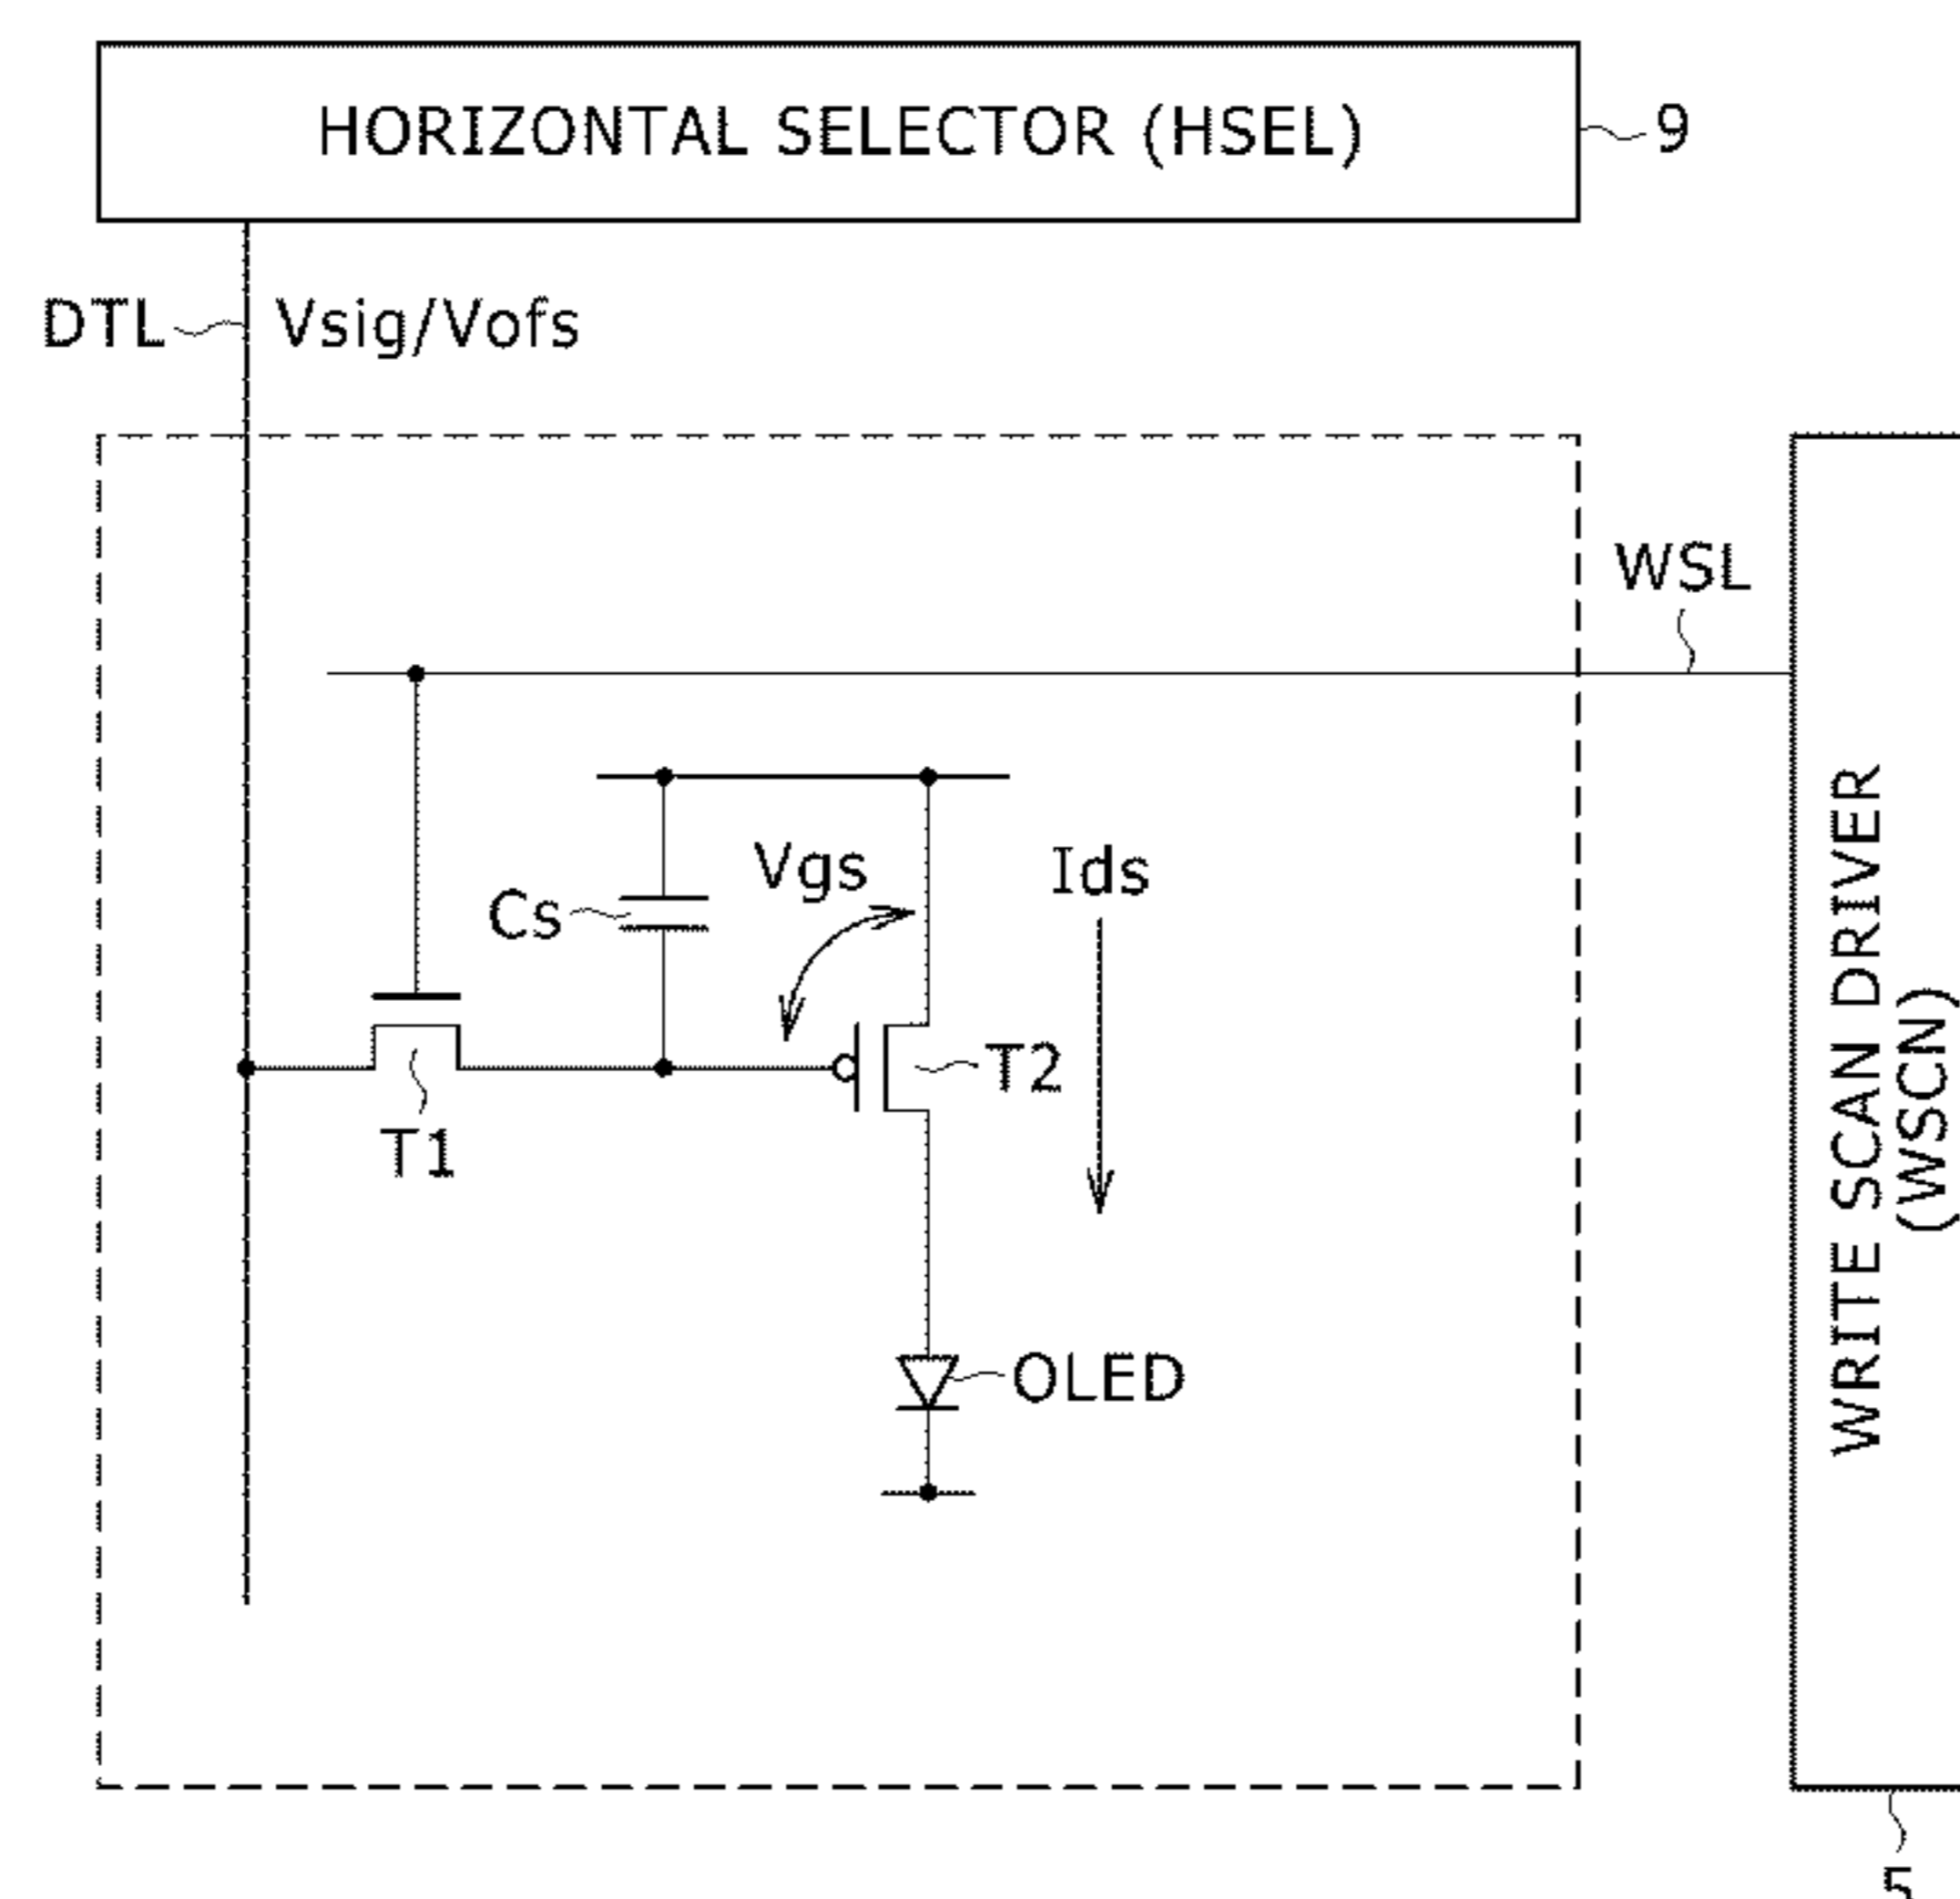 HORIZONTAL SELECTOR (HSEL)
9
DTL
Vsig/Vofs
WSL
Vgs
Ids
Cs
T2
T1
OLED
WRITE SCAN DRIVER
(WSCN)
5